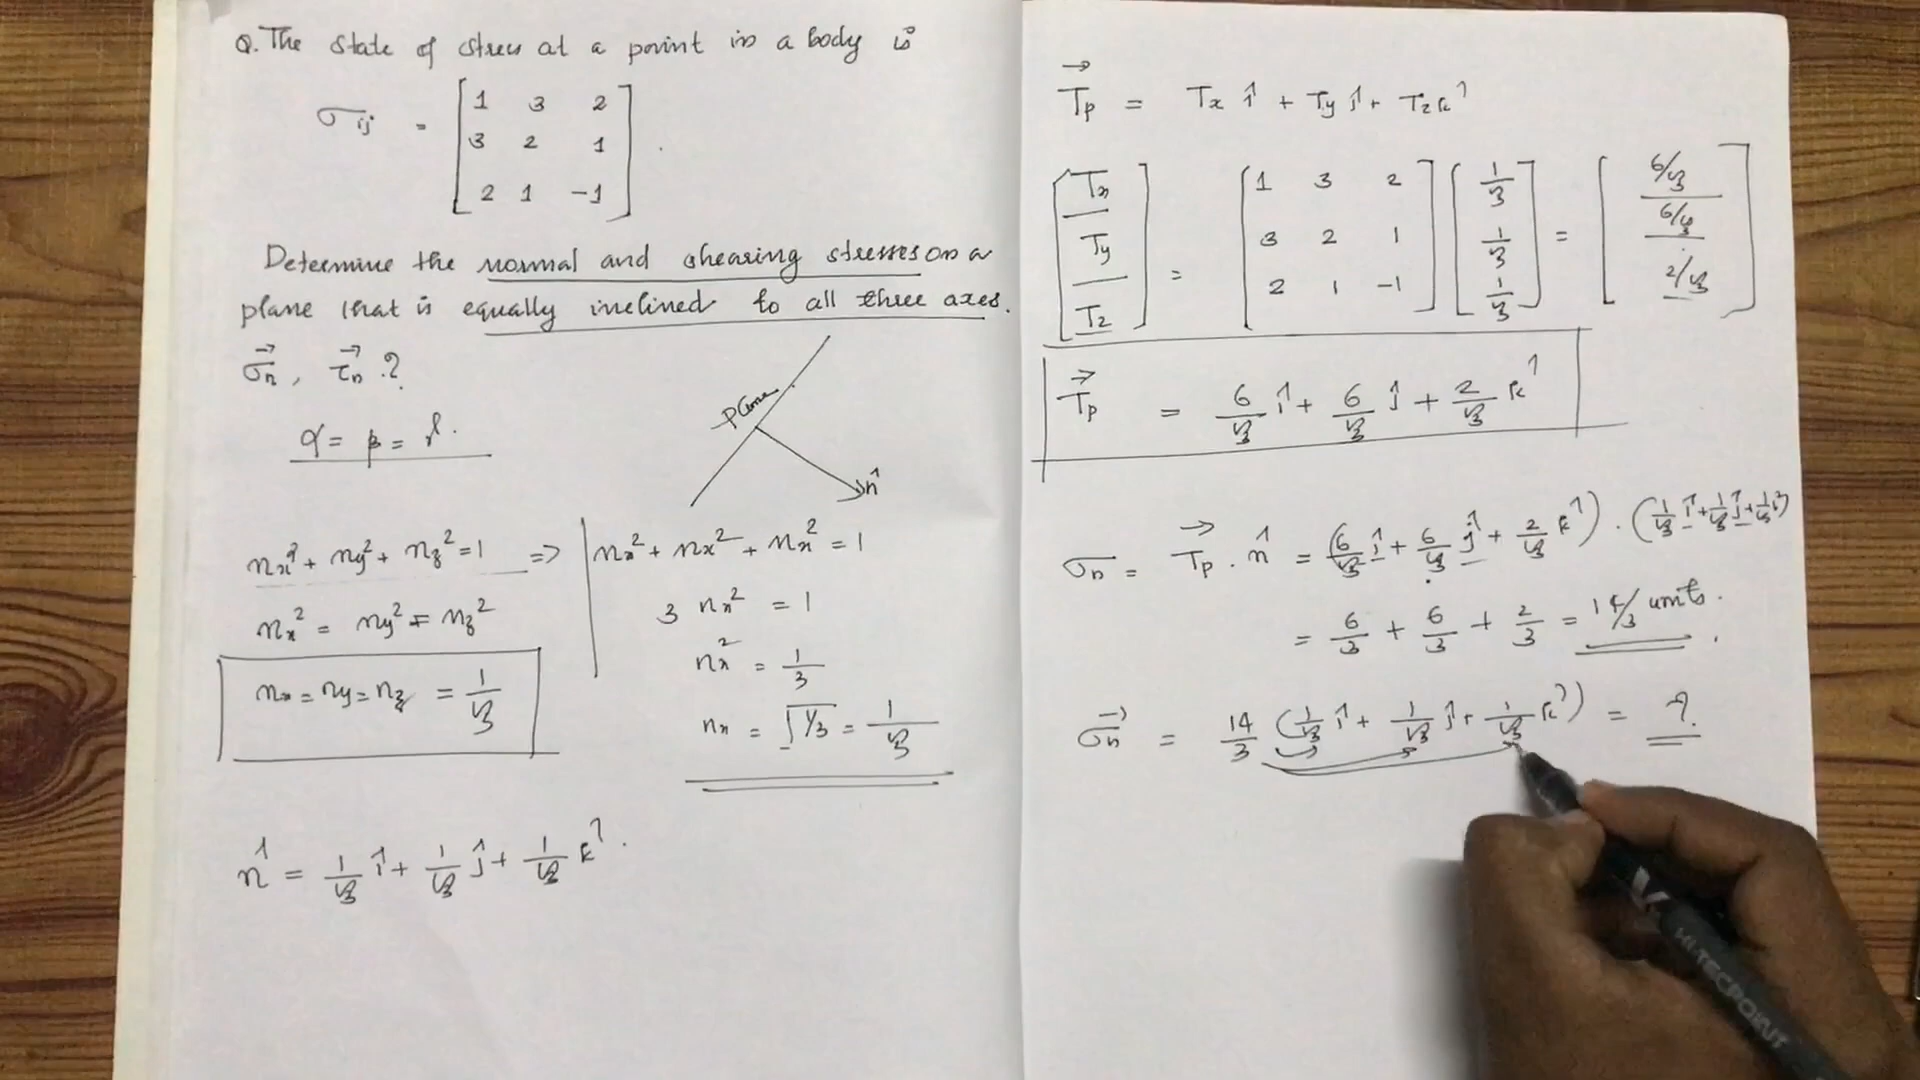 Q. The state of stress at a point in a body is
σij = [1 3 2
3 2 1
2 1 -1].
Determine the normal and shearing stresses on a
plane that is equally inclined to all three axes.
σn⃗, τn⃗ ?
α = β = γ.
plane
n̂
nx² + ny² + nz² = 1 =>
nx² = ny² = nz²
nx = ny = nz = 1/√3
nx² + nx² + nx² = 1
3 nx² = 1
nx² = 1/3
nx = √1/3 = 1/√3
n̂ = 1/√3 î + 1/√3 ĵ + 1/√3 k̂.
Tp⃗ = Tx î + Ty ĵ + Tz k̂
[Tx Ty Tz] = [1 3 2
3 2 1
2 1 -1] [1/√3 1/√3 1/√3] = [6/√3 6/√3 2/√3]
Tp⃗ = 6/√3 î + 6/√3 ĵ + 2/√3 k̂
σn = Tp⃗ . n̂ = (6/√3 î + 6/√3 ĵ + 2/√3 k̂) . (1/√3 î + 1/√3 ĵ + 1/√3 k̂)
= 6/3 + 6/3 + 2/3 = 14/3 units.
σn⃗ = 14/3 (1/√3 î + 1/√3 ĵ + 1/√3 k̂) = ?
V7
HI-TECPOINT